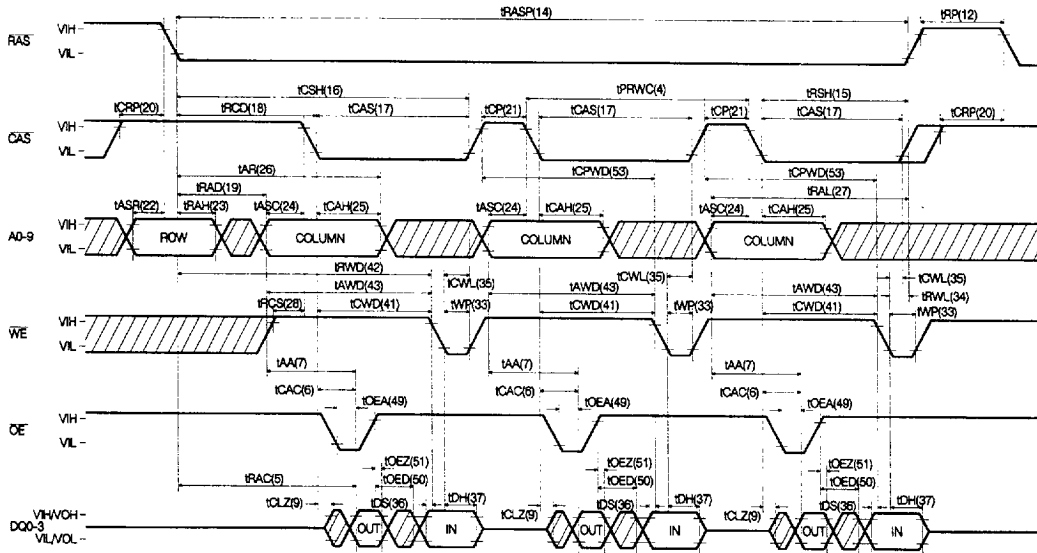 tRASP(14) tRP(12)
RAS VIH
VIL
tCSH(16) tPRWC(4) tRSH(15)
tCRP(20) tRCD(18) tCAS(17) tCP(21) tCAS(17) tCP(21) tCAS(17) tCRP(20)
CAS VIH
VIL
tAR(26) tCPWD(53) tCPWD(53)
tRAD(19) tRAL(27)
tASR(22) tRAH(23) tASC(24) tCAH(25) tASC(24) tCAH(25) tASC(24) tCAH(25)
A0-9 VIH
VIL
ROW COLUMN COLUMN COLUMN
tRWD(42) tCWL(35) tCWL(35) tCWL(35)
tAWD(43) tAWD(43) tAWD(43) tRWL(34)
tRCS(28) tCWD(41) tWP(33) tCWD(41) tWP(33) tCWD(41) tWP(33)
WE VIH
VIL
tAA(7) tAA(7) tAA(7)
tCAC(6) tCAC(6) tCAC(6)
tOEA(49) tOEA(49) tOEA(49)
OE VIH
VIL
tOEZ(51) tOEZ(51) tOEZ(51)
tRAC(5) tOED(50) tOED(50) tOED(50)
tCLZ(9) tDS(36) tDH(37) tCLZ(9) tDS(36) tDH(37) tCLZ(9) tDS(36) tDH(37)
DQ0-3 VIH/VOH
VIL/VOL
OUT IN OUT IN OUT IN